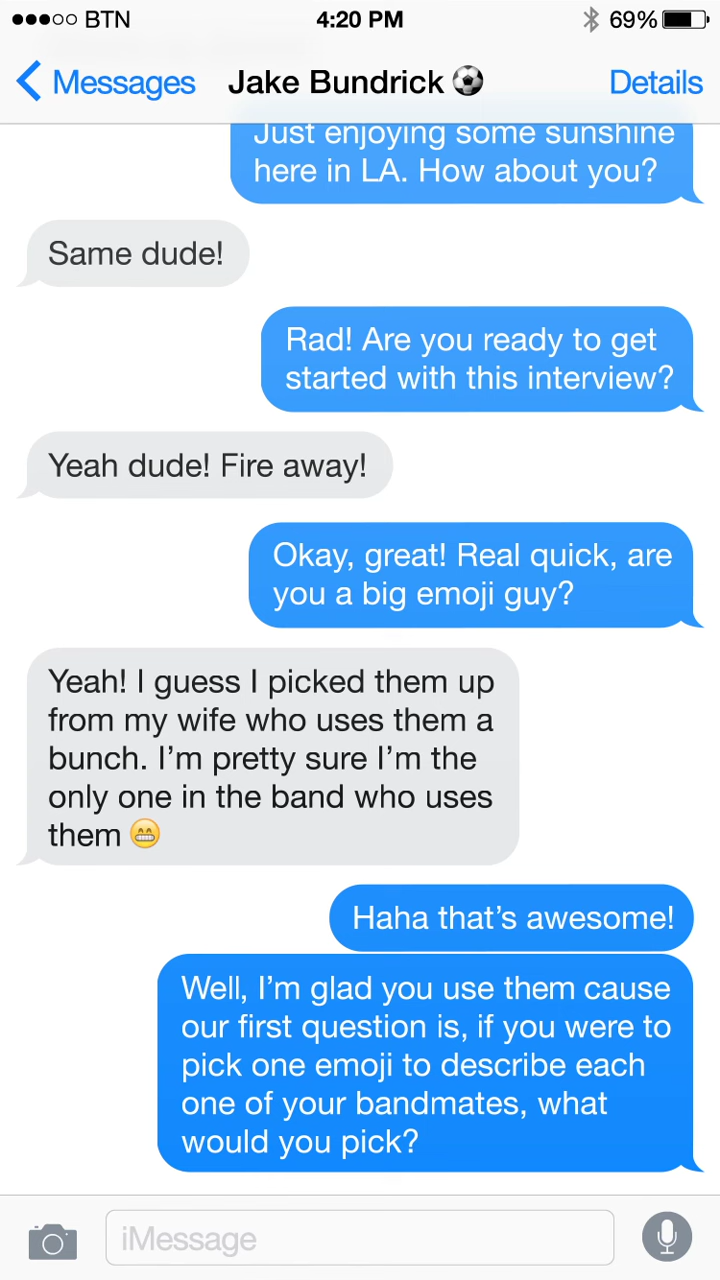 BTN 4:20 PM 69%
Messages Jake Bundrick ⚽ Details
Just enjoying some sunshine
here in LA. How about you?
Same dude!
Rad! Are you ready to get
started with this interview?
Yeah dude! Fire away!
Okay, great! Real quick, are
you a big emoji guy?
Yeah! I guess I picked them up
from my wife who uses them a
bunch. I’m pretty sure I’m the
only one in the band who uses
them 😁
Haha that’s awesome!
Well, I’m glad you use them cause
our first question is, if you were to
pick one emoji to describe each
one of your bandmates, what
would you pick?
iMessage